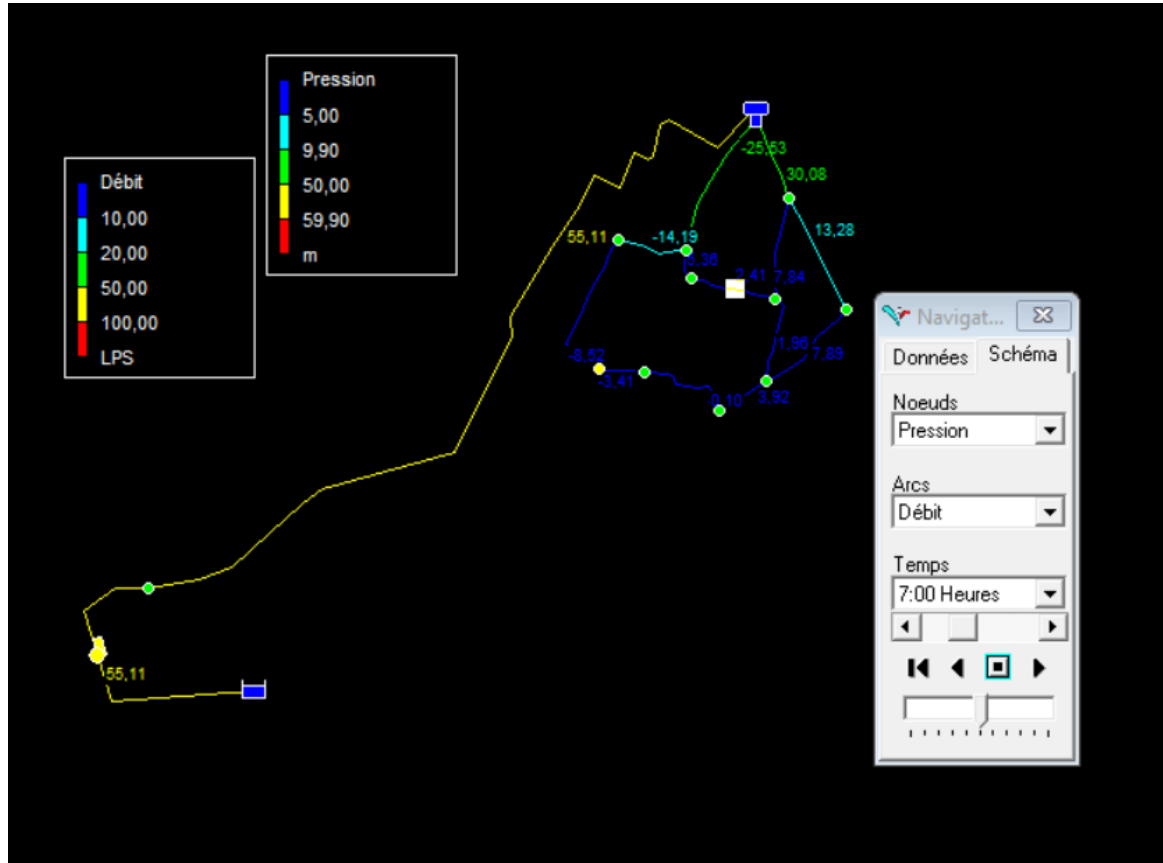 Pression
5,00
9,90
50,00
59,90
m
Débit
10,00
20,00
50,00
100,00
LPS
-25,53
30,08
13,28
55,11
-14,19
2,41
7,84
1,96
7,89
-8,52
-3,41
0,10
3,92
55,11
Navigat...
Données
Schéma
Noeuds
Pression
Arcs
Débit
Temps
7:00 Heures